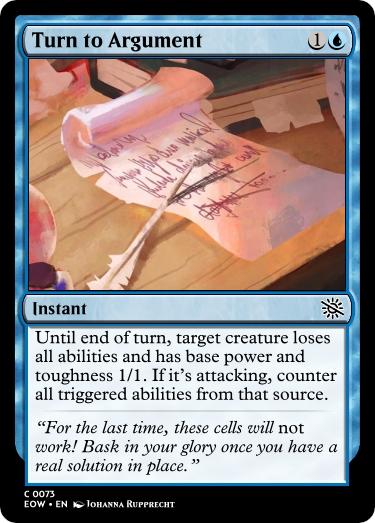 Turn to Argument
1
Instant
Until end of turn, target creature loses
all abilities and has base power and
toughness 1/1. If it's attacking, counter
all triggered abilities from that source.
"For the last time, these cells will not
work! Bask in your glory once you have a
real solution in place."
C 0073
EOW • EN Johanna Rupprecht